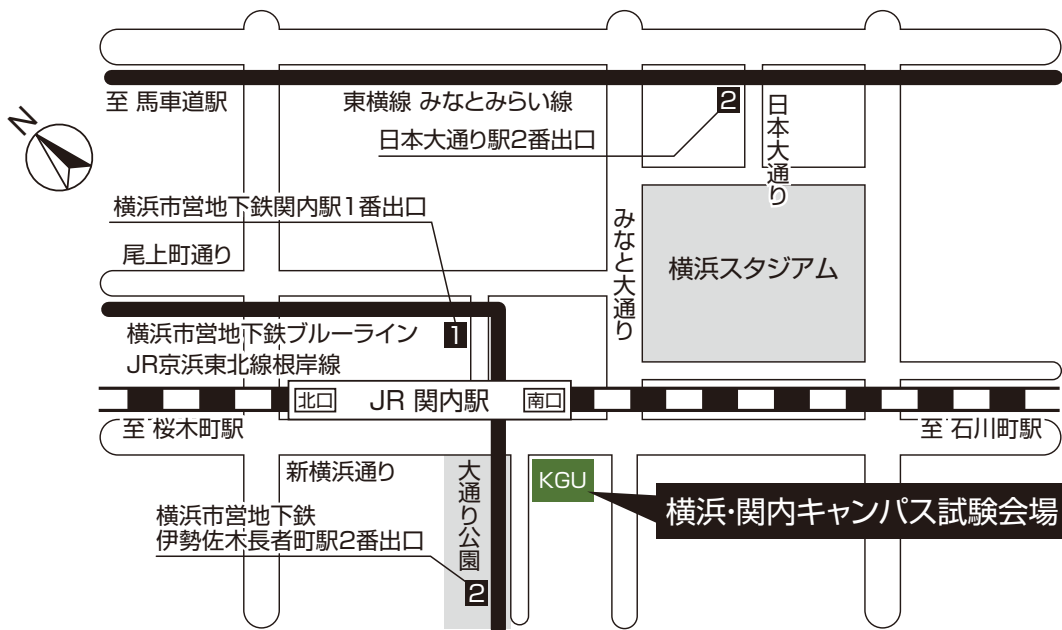 至 馬車道駅
東横線 みなとみらい線
2
日本大通り駅2番出口
日本大通り
N
横浜市営地下鉄関内駅1番出口
尾上町通り
みなと大通り
横浜スタジアム
横浜市営地下鉄ブルーライン
1
JR京浜東北線根岸線
北口
JR 関内駅
南口
至 桜木町駅
至 石川町駅
新横浜通り
大通り公園
KGU
横浜・関内キャンパス試験会場
横浜市営地下鉄
伊勢佐木長者町駅2番出口
2